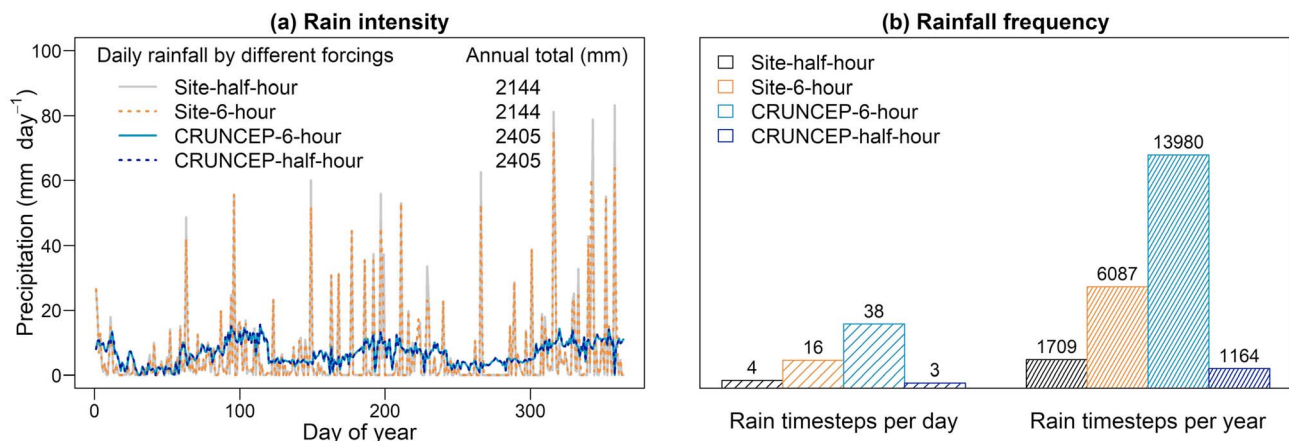 (a) Rain intensity
Daily rainfall by different forcings Annual total (mm)
Site-half-hour 2144
Site-6-hour 2144
CRUNCEP-6-hour 2405
CRUNCEP-half-hour 2405
Precipitation (mm day⁻¹)
100
80
60
40
20
0
0 100 200 300
Day of year
(b) Rainfall frequency
Site-half-hour
Site-6-hour
CRUNCEP-6-hour
CRUNCEP-half-hour
4 16 38 3
1709 6087 13980 1164
Rain timesteps per day Rain timesteps per year